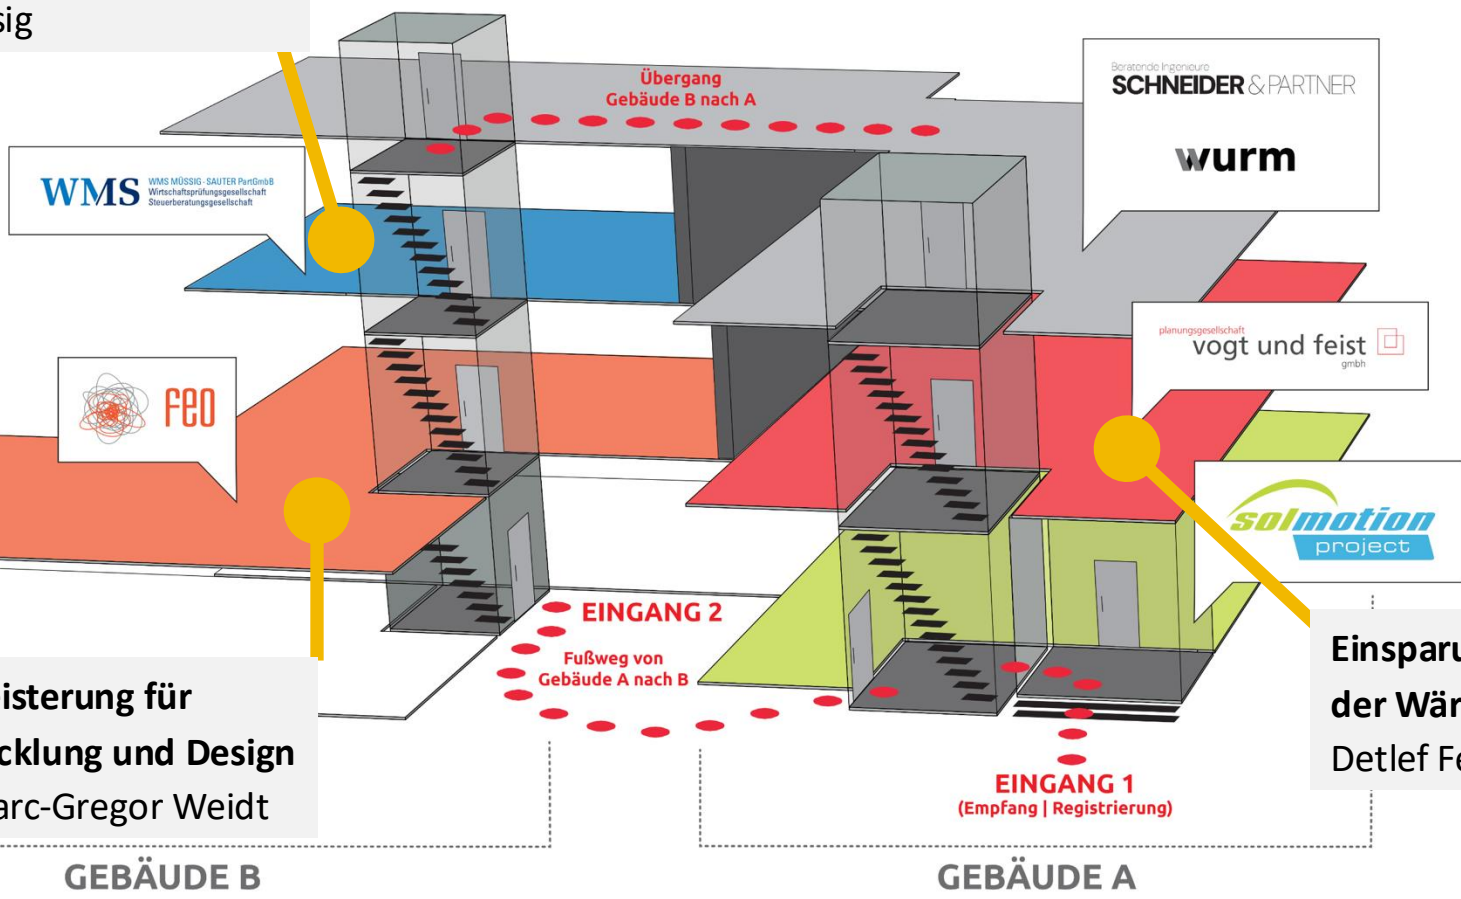 sig
Übergang
Gebäude B nach A
Beratende Ingenieure
SCHNEIDER & PARTNER
wurm
WMS
WMS MÜSSIG · SAUTER PartGmbB
Wirtschaftsprüfungsgesellschaft
Steuerberatungsgesellschaft
planungsgesellschaft
vogt und feist
gmbh
feo
solmotion
project
EINGANG 2
Fußweg von
Gebäude A nach B
eisterung für
cklung und Design
arc-Gregor Weidt
Einsparu
der Wär
Detlef Fe
EINGANG 1
(Empfang | Registrierung)
GEBÄUDE B
GEBÄUDE A